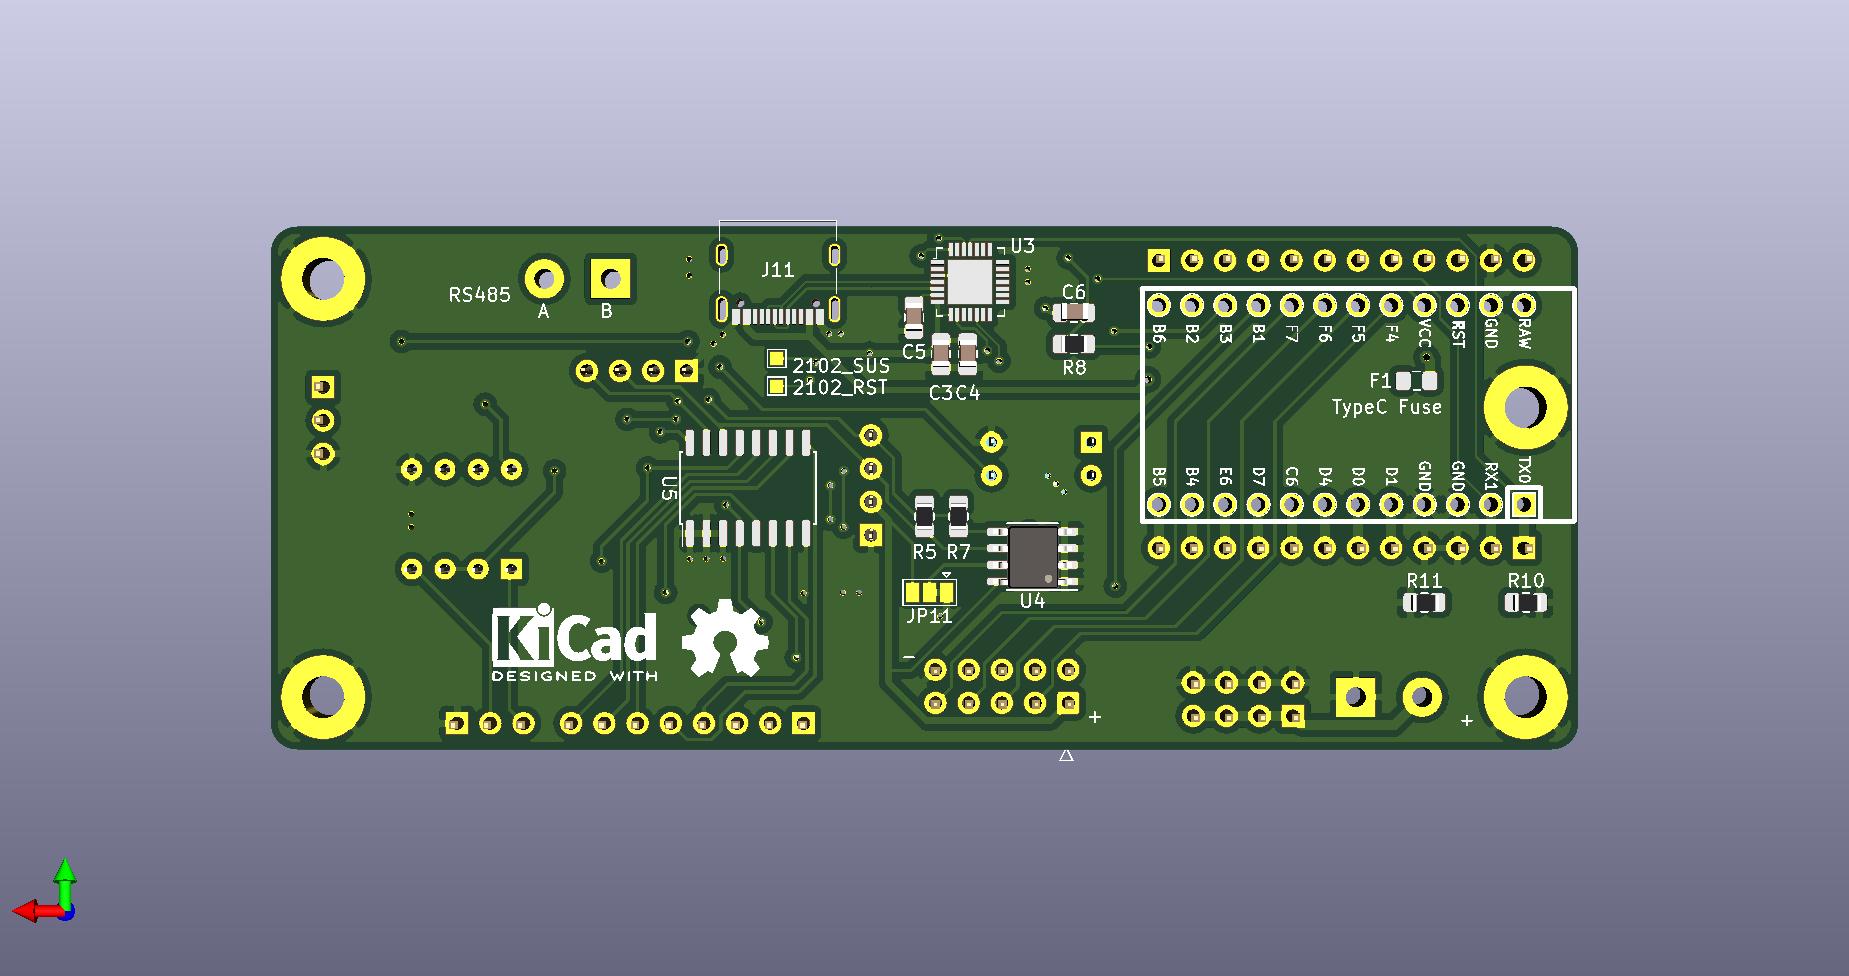 U3
J11
RS485
A
B
C6
C5
R8
2102_SUS
2102_RST
C3
C4
B6
B2
B3
B1
F7
F6
F5
F4
VCC
RST
GND
RAW
F1
TypeC Fuse
B5
B4
E6
D7
C6
D4
D0
D1
GND
GND
RX1
TX0
U5
R5
R7
U4
JP11
R11
R10
KiCad
DESIGNED WITH
-
+
+